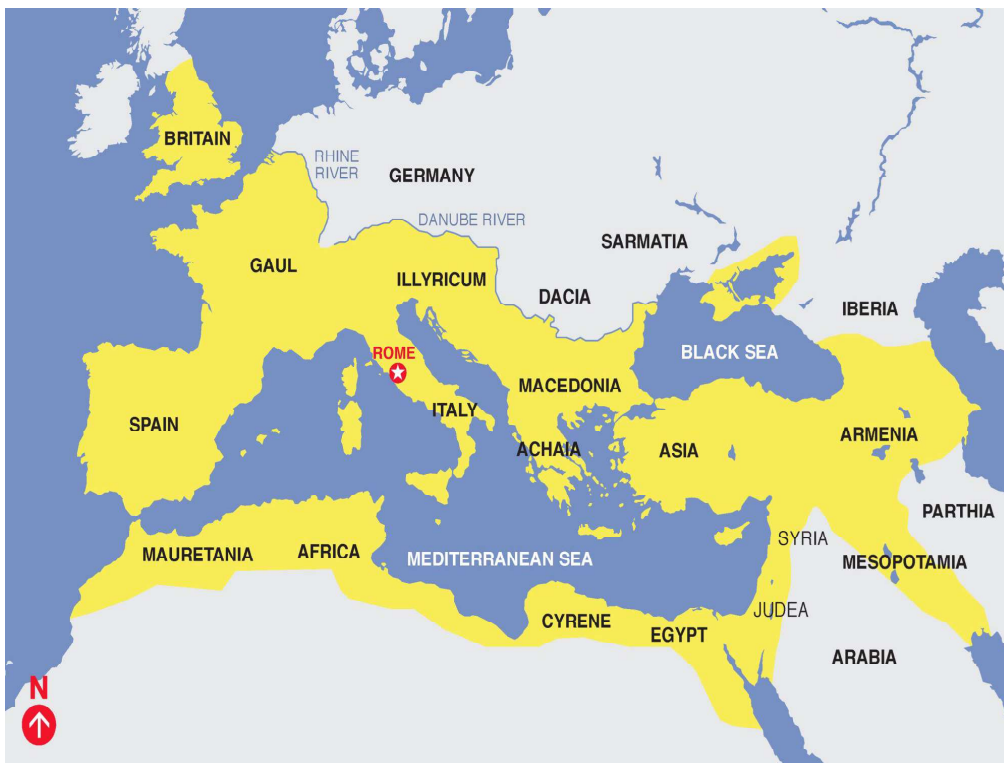 BRITAIN
RHINE
RIVER
GERMANY
DANUBE RIVER
SARMATIA
GAUL
ILLYRICUM
DACIA
IBERIA
ROME
BLACK SEA
MACEDONIA
ITALY
SPAIN
ACHAIA
ASIA
ARMENIA
PARTHIA
SYRIA
MAURETANIA
AFRICA
MEDITERRANEAN SEA
MESOPOTAMIA
JUDEA
CYRENE
EGYPT
ARABIA
N